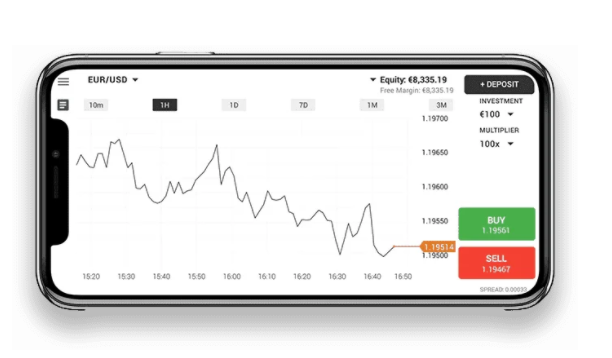 EUR/USD
Equity: €8,335.19
Free Margin: €8,335.19
+ DEPOSIT
10m 1H 1D 7D 1M 3M
INVESTMENT
€100
MULTIPLIER
100x
1.19700
1.19650
1.19600
1.19550
1.19514
1.19500
BUY
1.19561
SELL
1.19467
15:20 15:30 15:40 15:50 16:00 16:10 16:20 16:30 16:40 16:50
SPREAD: